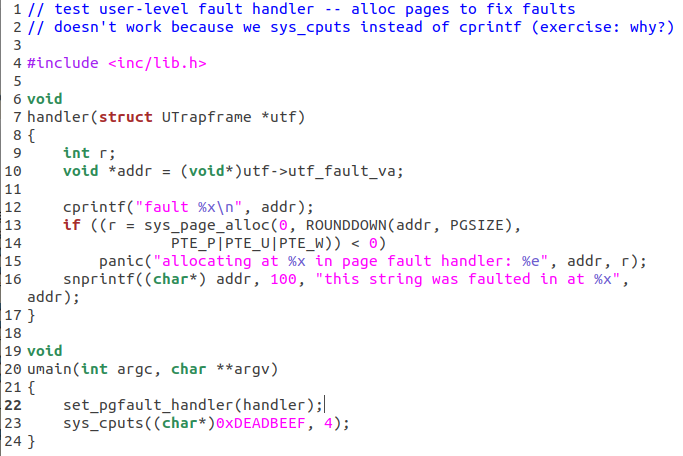 1 // test user-level fault handler -- alloc pages to fix faults
2 // doesn't work because we sys_cputs instead of cprintf (exercise: why?)
3
4 #include <inc/lib.h>
5
6 void
7 handler(struct UTrapframe *utf)
8 {
9     int r;
10     void *addr = (void*)utf->utf_fault_va;
11
12     cprintf("fault %x\n", addr);
13     if ((r = sys_page_alloc(0, ROUNDDOWN(addr, PGSIZE),
14                 PTE_P|PTE_U|PTE_W)) < 0)
15         panic("allocating at %x in page fault handler: %e", addr, r);
16     snprintf((char*) addr, 100, "this string was faulted in at %x",
addr);
17 }
18
19 void
20 umain(int argc, char **argv)
21 {
22     set_pgfault_handler(handler);
23     sys_cputs((char*)0xDEADBEEF, 4);
24 }